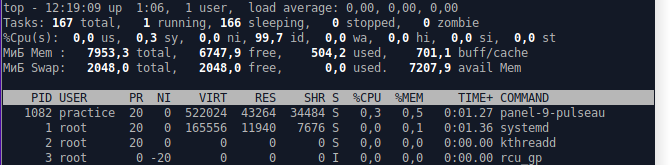 top - 12:19:09 up  1:06,  1 user,  load average: 0,00, 0,00, 0,00
Tasks: 167 total,   1 running, 166 sleeping,   0 stopped,   0 zombie
%Cpu(s):  0,0 us,  0,3 sy,  0,0 ni, 99,7 id,  0,0 wa,  0,0 hi,  0,0 si,  0,0 st
МиБ Mem :   7953,3 total,   6747,9 free,    504,2 used,    701,1 buff/cache
МиБ Swap:   2048,0 total,   2048,0 free,      0,0 used.   7207,9 avail Mem
PID USER      PR  NI    VIRT    RES    SHR S  %CPU  %MEM     TIME+ COMMAND
1082 practice  20   0  522024  43264  34484 S   0,3   0,5   0:01.27 panel-9-pulseau
1 root      20   0  165556  11940   7676 S   0,0   0,1   0:01.36 systemd
2 root      20   0       0      0      0 S   0,0   0,0   0:00.00 kthreadd
3 root       0 -20       0      0      0 I   0,0   0,0   0:00.00 rcu_gp